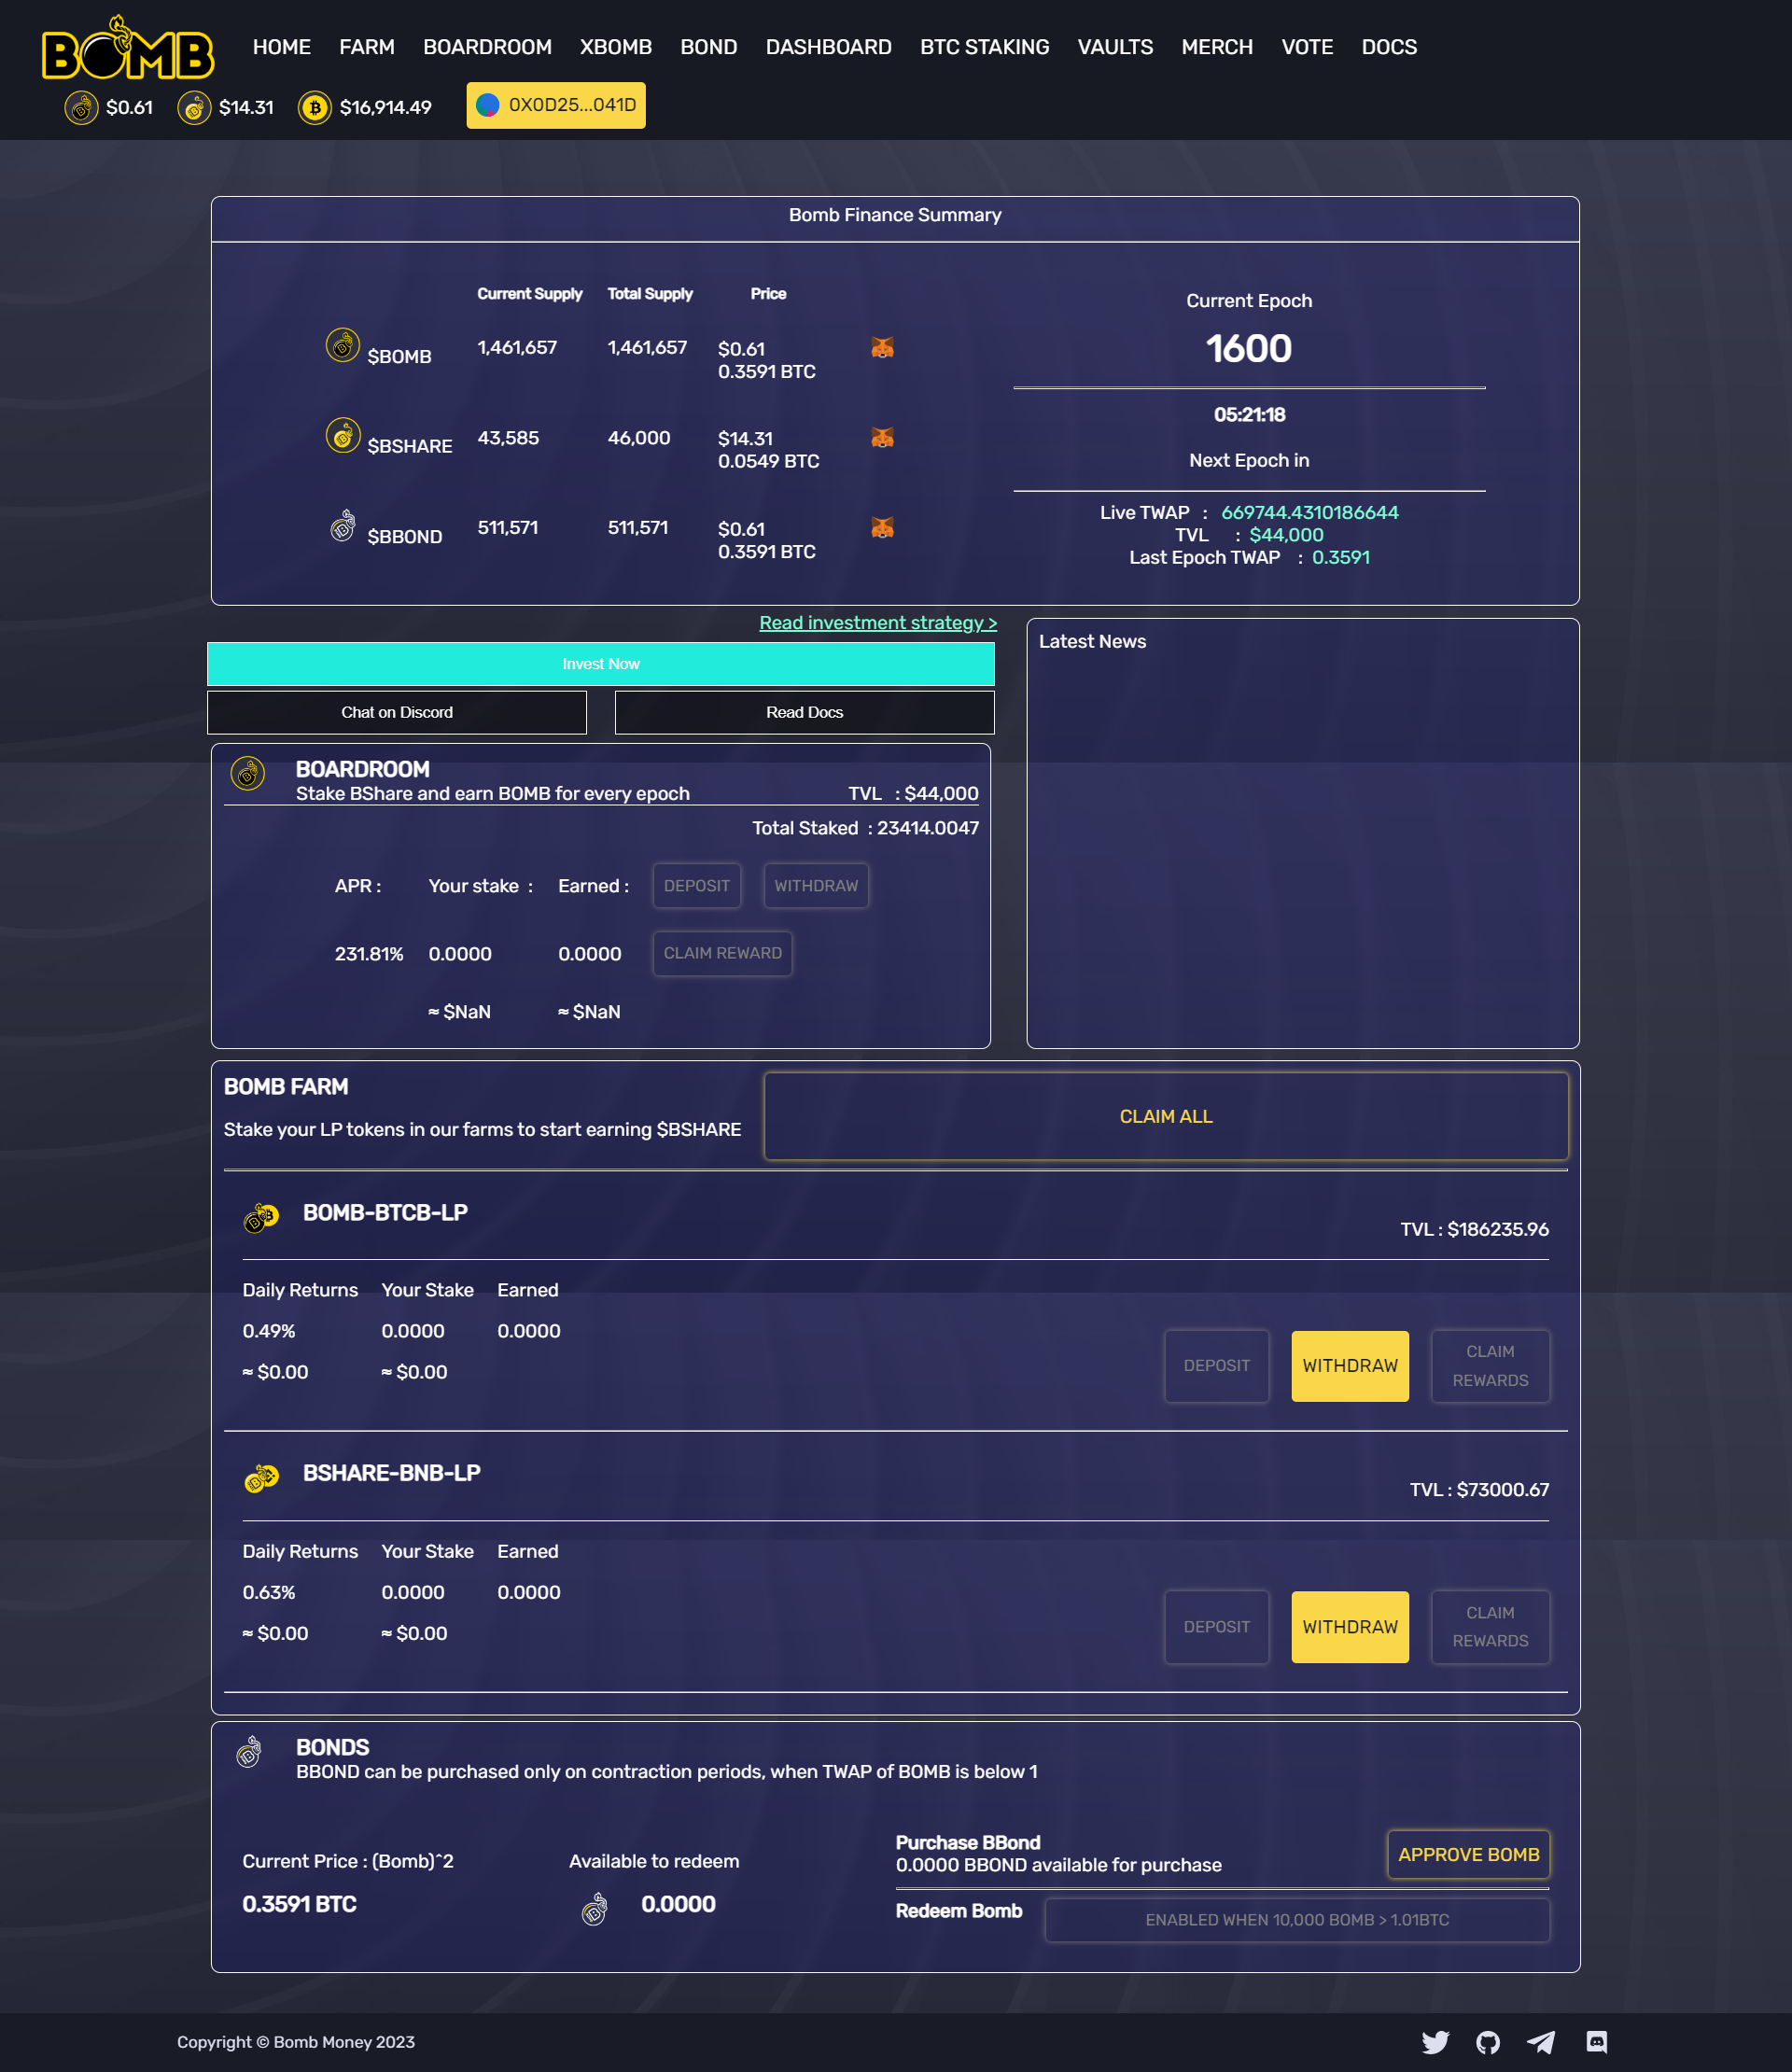 BOMB
HOME FARM BOARDROOM XBOMB BOND DASHBOARD BTC STAKING VAULTS MERCH VOTE DOCS
$0.61 $14.31 $16,914.49 0X0D25...041D
Bomb Finance Summary
Current Supply Total Supply Price
$BOMB 1,461,657 1,461,657 $0.61
0.3591 BTC
$BSHARE 43,585 46,000 $14.31
0.0549 BTC
$BBOND 511,571 511,571 $0.61
0.3591 BTC
Current Epoch
1600
05:21:18
Next Epoch in
Live TWAP : 669744.4310186644
TVL : $44,000
Last Epoch TWAP : 0.3591
Read investment strategy >
Invest Now
Chat on Discord Read Docs
Latest News
BOARDROOM
Stake BShare and earn BOMB for every epoch TVL : $44,000
Total Staked : 23414.0047
APR : Your stake : Earned : DEPOSIT WITHDRAW
231.81% 0.0000 0.0000 CLAIM REWARD
≈ $NaN ≈ $NaN
BOMB FARM
Stake your LP tokens in our farms to start earning $BSHARE
CLAIM ALL
BOMB-BTCB-LP
TVL : $186235.96
Daily Returns Your Stake Earned
0.49% 0.0000 0.0000
≈ $0.00 ≈ $0.00
DEPOSIT WITHDRAW CLAIM
REWARDS
BSHARE-BNB-LP
TVL : $73000.67
Daily Returns Your Stake Earned
0.63% 0.0000 0.0000
≈ $0.00 ≈ $0.00
DEPOSIT WITHDRAW CLAIM
REWARDS
BONDS
BBOND can be purchased only on contraction periods, when TWAP of BOMB is below 1
Current Price : (Bomb)^2
0.3591 BTC
Available to redeem
0.0000
Purchase BBond
0.0000 BBOND available for purchase
APPROVE BOMB
Redeem Bomb
ENABLED WHEN 10,000 BOMB > 1.01BTC
Copyright © Bomb Money 2023